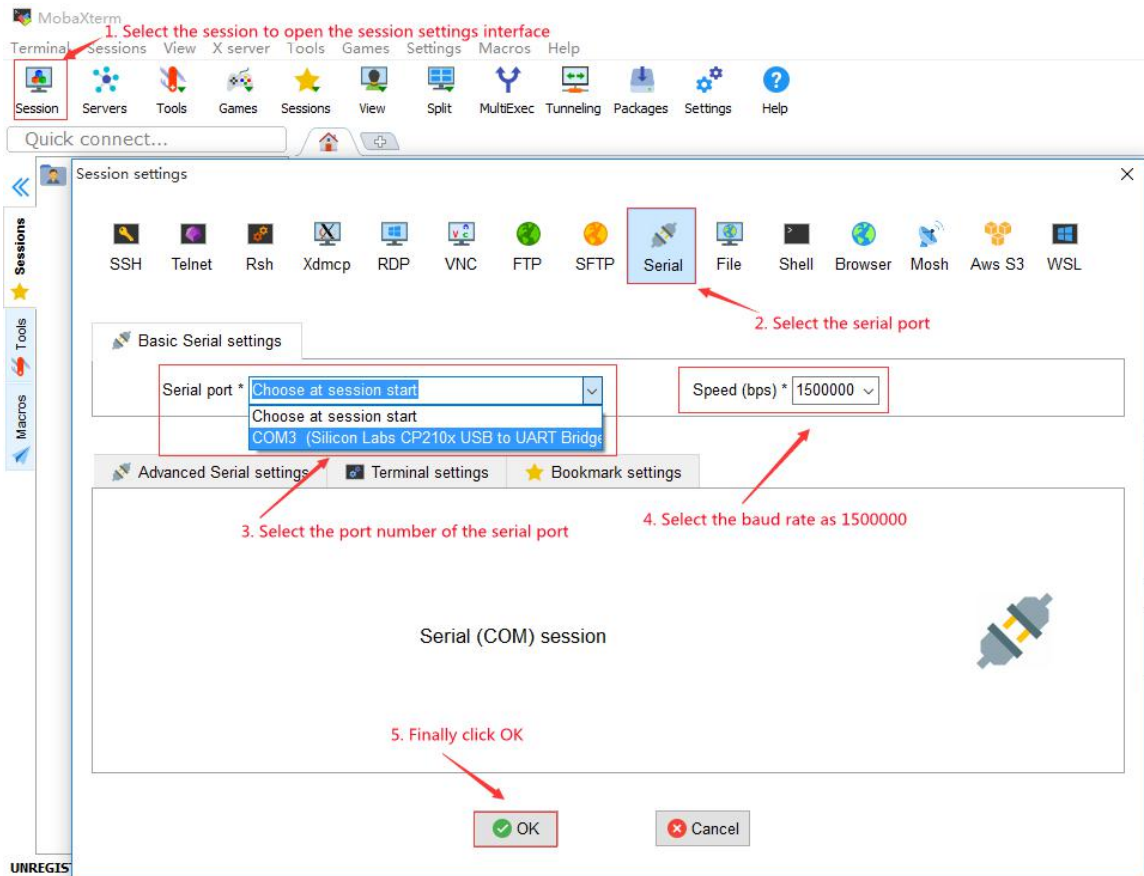 MobaXterm
1. Select the session to open the session settings interface
Terminal Sessions View X server Tools Games Settings Macros Help
Session Servers Tools Games Sessions View Split MultiExec Tunneling Packages Settings Help
Quick connect...
Session settings
Sessions
Tools
Macros
SSH Telnet Rsh Xdmcp RDP VNC FTP SFTP Serial File Shell Browser Mosh Aws S3 WSL
2. Select the serial port
Basic Serial settings
Serial port * Choose at session start Speed (bps) * 1500000
Choose at session start
COM3 (Silicon Labs CP210x USB to UART Bridge
Advanced Serial settings Terminal settings Bookmark settings
3. Select the port number of the serial port
4. Select the baud rate as 1500000
Serial (COM) session
5. Finally click OK
OK Cancel
UNREGIS